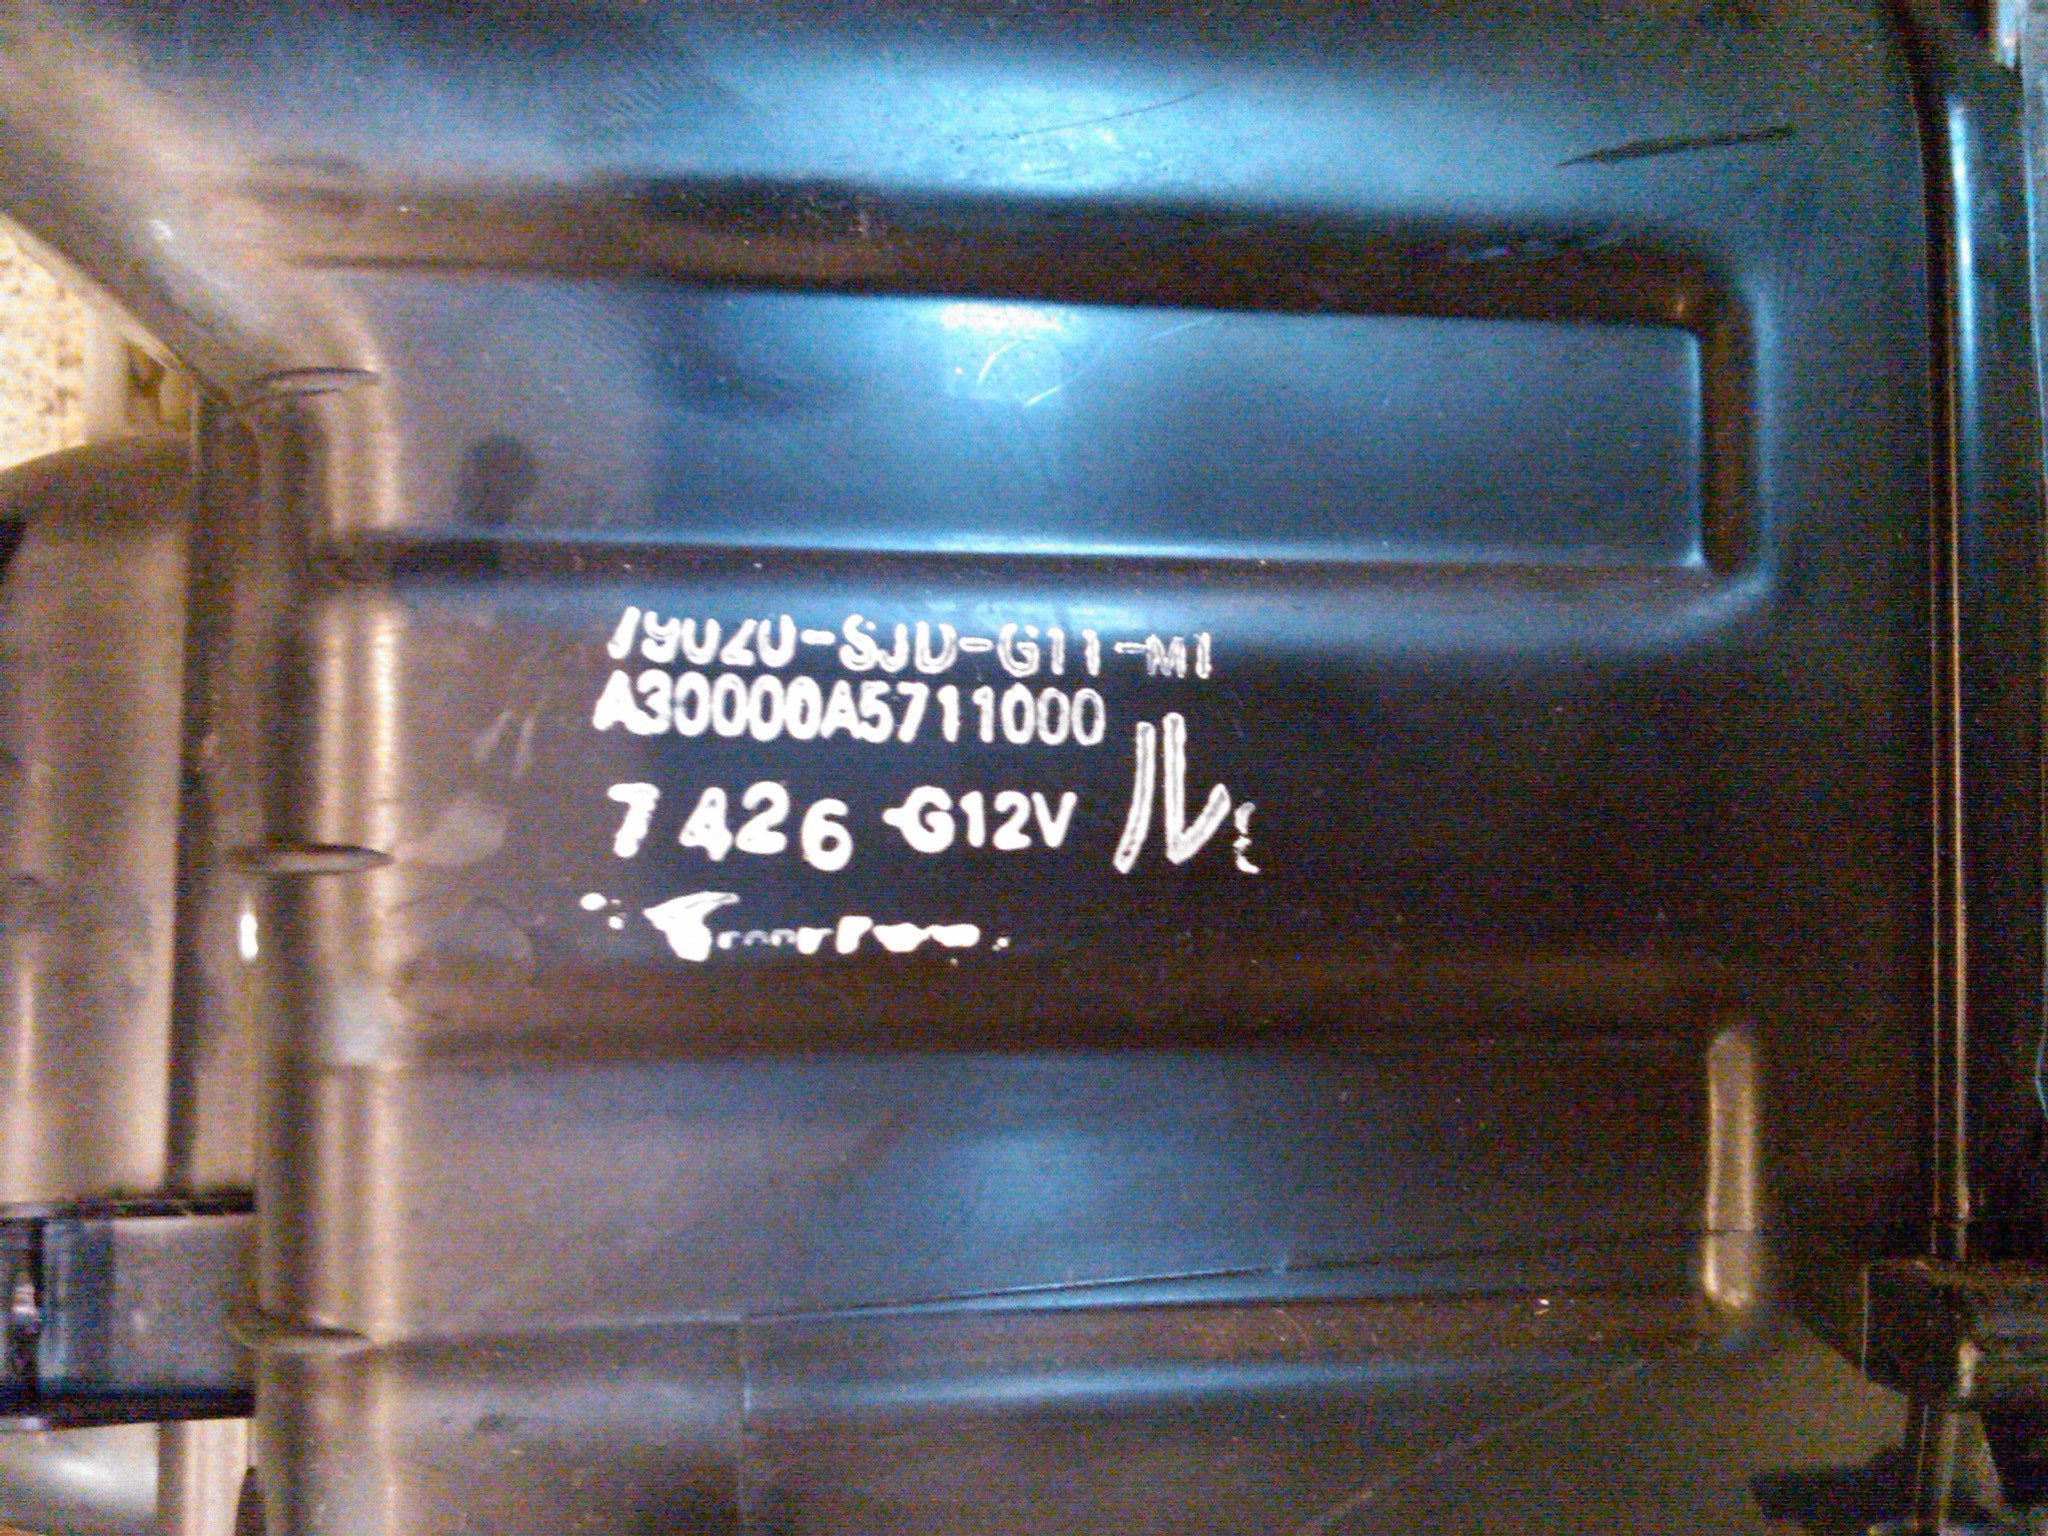 79020-SJD-G11-M1
A30000A5711000
7 426 G12V